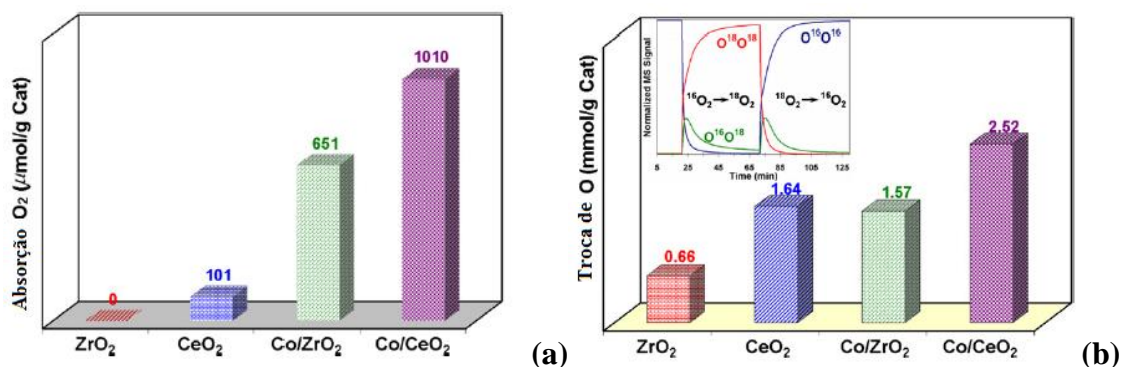 Absorção O₂ (μmol/g Cat)
0
101
651
1010
ZrO₂
CeO₂
Co/ZrO₂
Co/CeO₂
(a)
Troca de O (mmol/g Cat)
Normalized MS Signal
O¹⁸O¹⁸
O¹⁶O¹⁶
¹⁶O₂→¹⁸O₂
¹⁸O₂→¹⁶O₂
O¹⁶O¹⁸
5 25 45 65 85 105 125
Time (min)
0.66
1.64
1.57
2.52
ZrO₂
CeO₂
Co/ZrO₂
Co/CeO₂
(b)